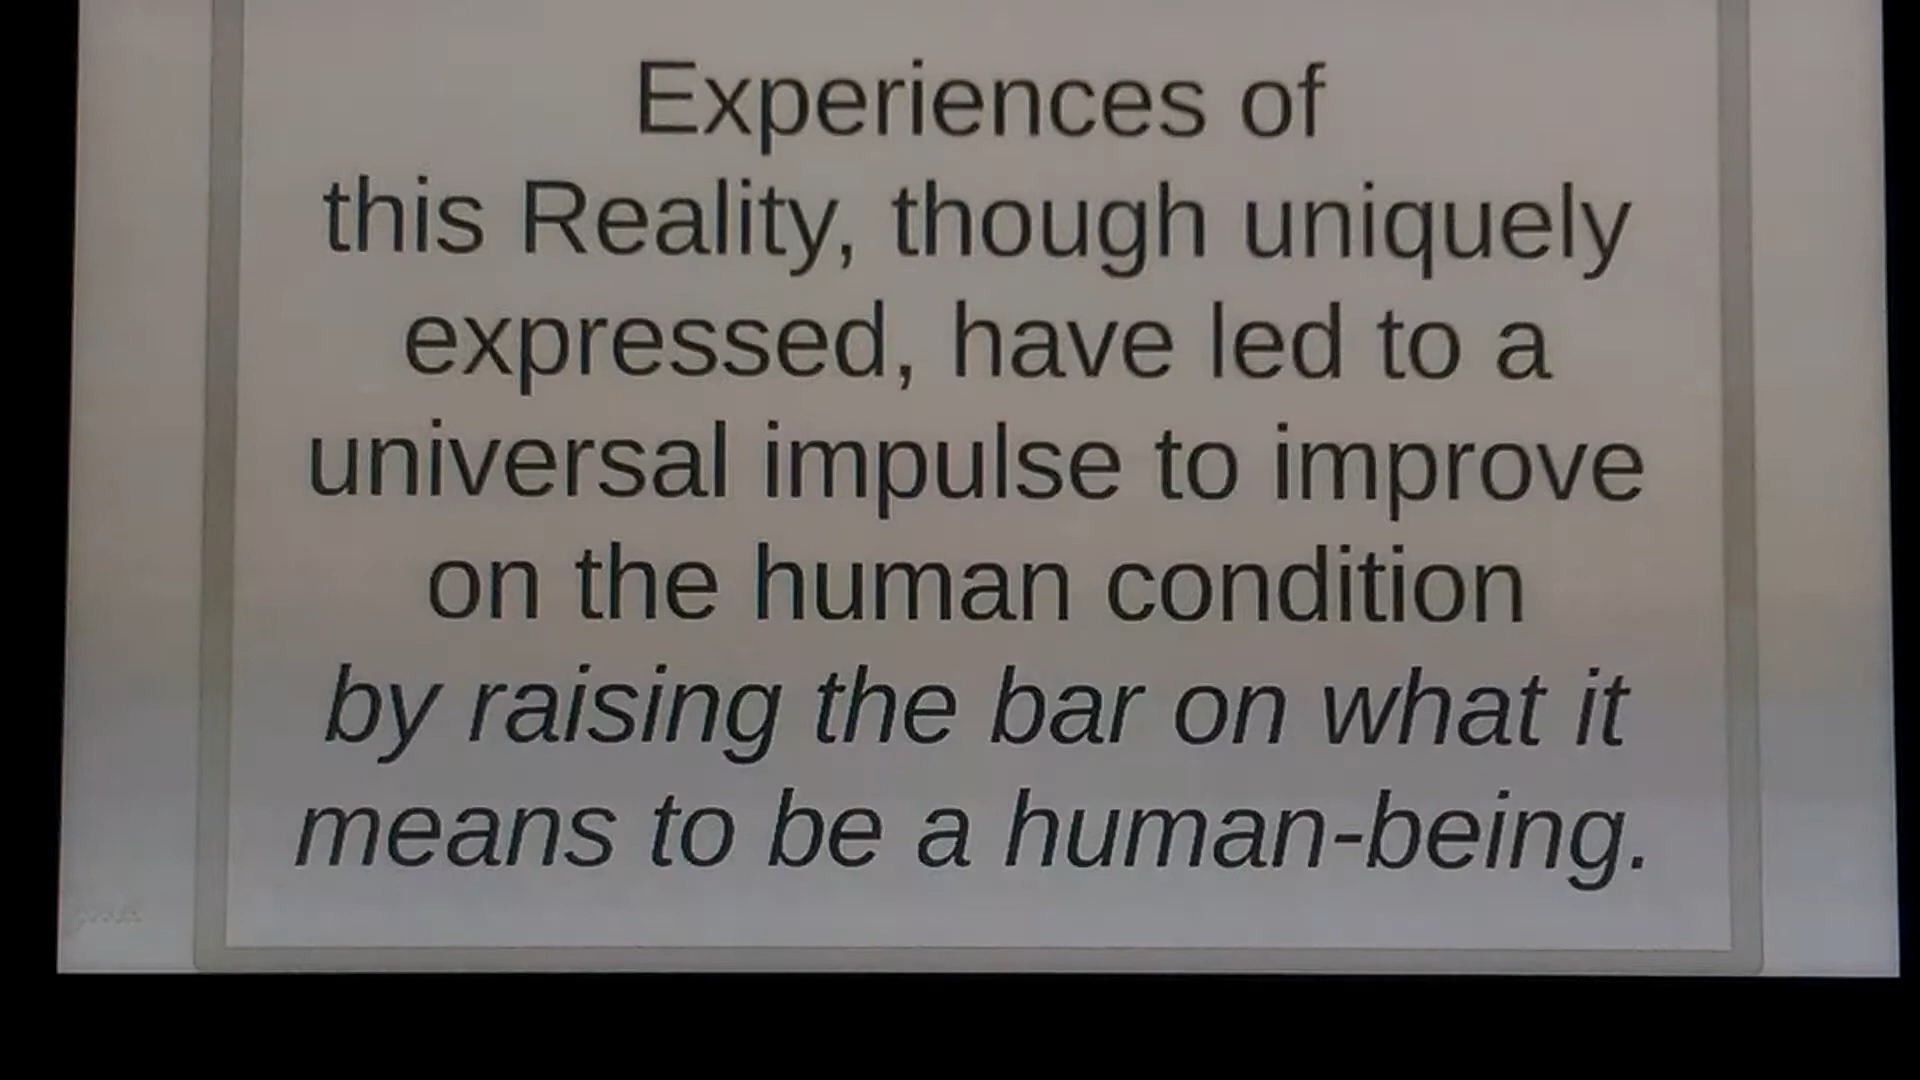 Experiences of
this Reality, though uniquely
expressed, have led to a
universal impulse to improve
on the human condition
by raising the bar on what it
means to be a human-being.